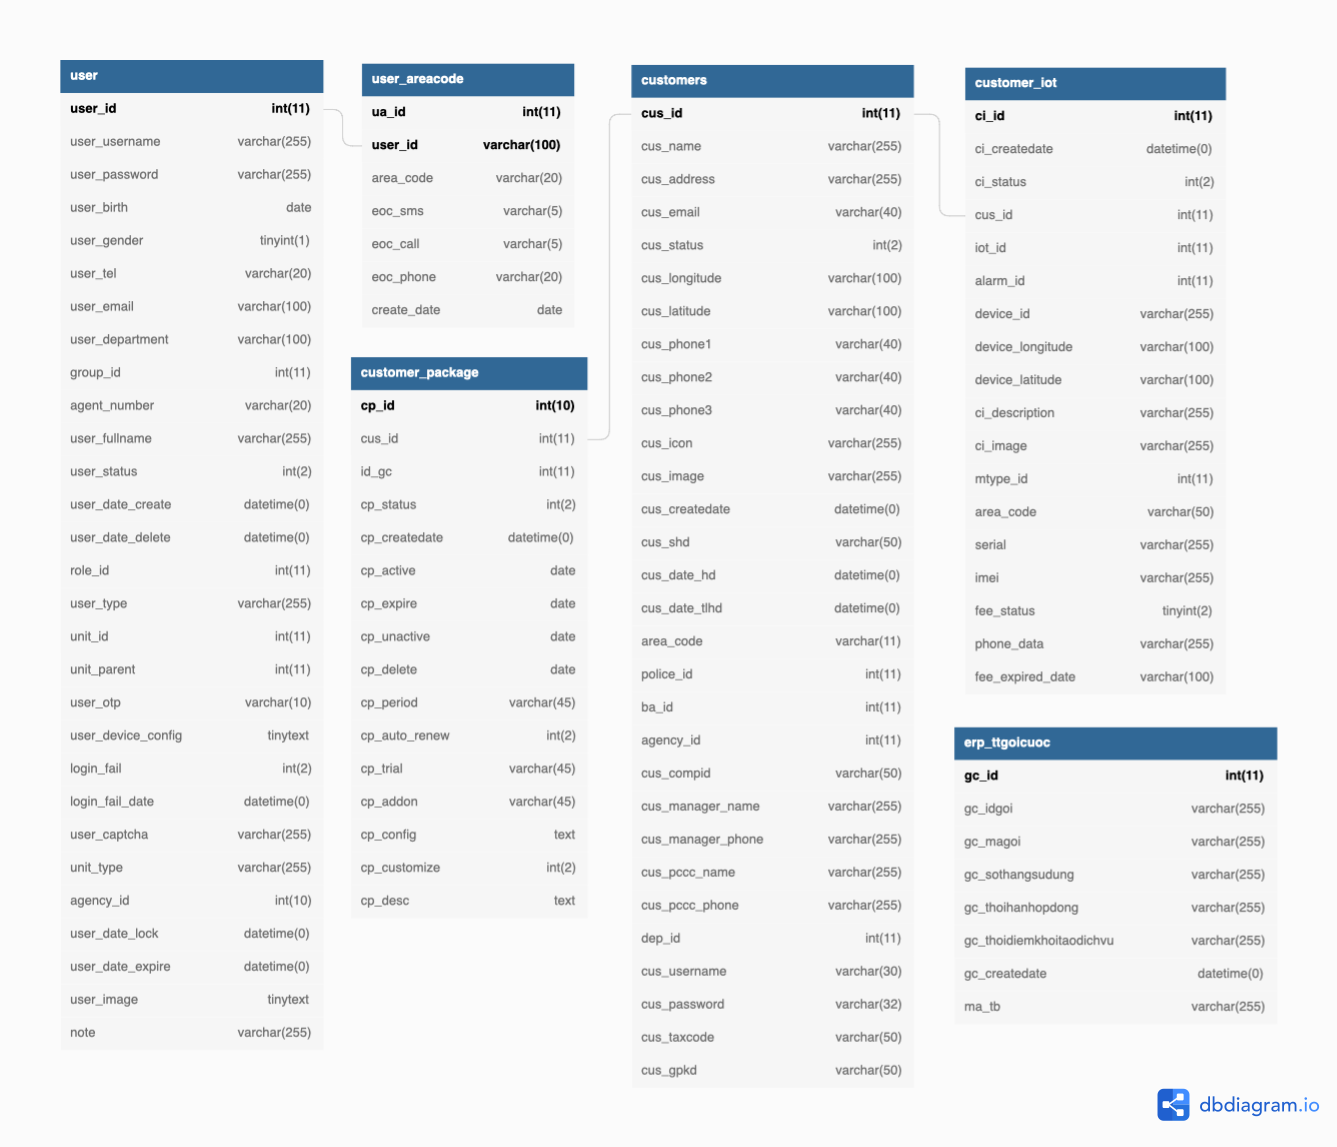 user
user_id int(11)
user_username varchar(255)
user_password varchar(255)
user_birth date
user_gender tinyint(1)
user_tel varchar(20)
user_email varchar(100)
user_department varchar(100)
group_id int(11)
agent_number varchar(20)
user_fullname varchar(255)
user_status int(2)
user_date_create datetime(0)
user_date_delete datetime(0)
role_id int(11)
user_type varchar(255)
unit_id int(11)
unit_parent int(11)
user_otp varchar(10)
user_device_config tinytext
login_fail int(2)
login_fail_date datetime(0)
user_captcha varchar(255)
unit_type varchar(255)
agency_id int(10)
user_date_lock datetime(0)
user_date_expire datetime(0)
user_image tinytext
note varchar(255)
user_areacode
ua_id int(11)
user_id varchar(100)
area_code varchar(20)
eoc_sms varchar(5)
eoc_call varchar(5)
eoc_phone varchar(20)
create_date date
customer_package
cp_id int(10)
cus_id int(11)
id_gc int(11)
cp_status int(2)
cp_createdate datetime(0)
cp_active date
cp_expire date
cp_unactive date
cp_delete date
cp_period varchar(45)
cp_auto_renew int(2)
cp_trial varchar(45)
cp_addon varchar(45)
cp_config text
cp_customize int(2)
cp_desc text
customers
cus_id int(11)
cus_name varchar(255)
cus_address varchar(255)
cus_email varchar(40)
cus_status int(2)
cus_longitude varchar(100)
cus_latitude varchar(100)
cus_phone1 varchar(40)
cus_phone2 varchar(40)
cus_phone3 varchar(40)
cus_icon varchar(255)
cus_image varchar(255)
cus_createdate datetime(0)
cus_shd varchar(50)
cus_date_hd datetime(0)
cus_date_tlhd datetime(0)
area_code varchar(11)
police_id int(11)
ba_id int(11)
agency_id int(11)
cus_compid varchar(50)
cus_manager_name varchar(255)
cus_manager_phone varchar(255)
cus_pccc_name varchar(255)
cus_pccc_phone varchar(255)
dep_id int(11)
cus_username varchar(30)
cus_password varchar(32)
cus_taxcode varchar(50)
cus_gpkd varchar(50)
customer_iot
ci_id int(11)
ci_createdate datetime(0)
ci_status int(2)
cus_id int(11)
iot_id int(11)
alarm_id int(11)
device_id varchar(255)
device_longitude varchar(100)
device_latitude varchar(100)
ci_description varchar(255)
ci_image varchar(255)
mtype_id int(11)
area_code varchar(50)
serial varchar(255)
imei varchar(255)
fee_status tinyint(2)
phone_data varchar(255)
fee_expired_date varchar(100)
erp_ttgoicuoc
gc_id int(11)
gc_idgoi varchar(255)
gc_magoi varchar(255)
gc_sothangsudung varchar(255)
gc_thoihanhopdong varchar(255)
gc_thoidiemkhoitaodichvu varchar(255)
gc_createdate datetime(0)
ma_tb varchar(255)
dbdiagram.io